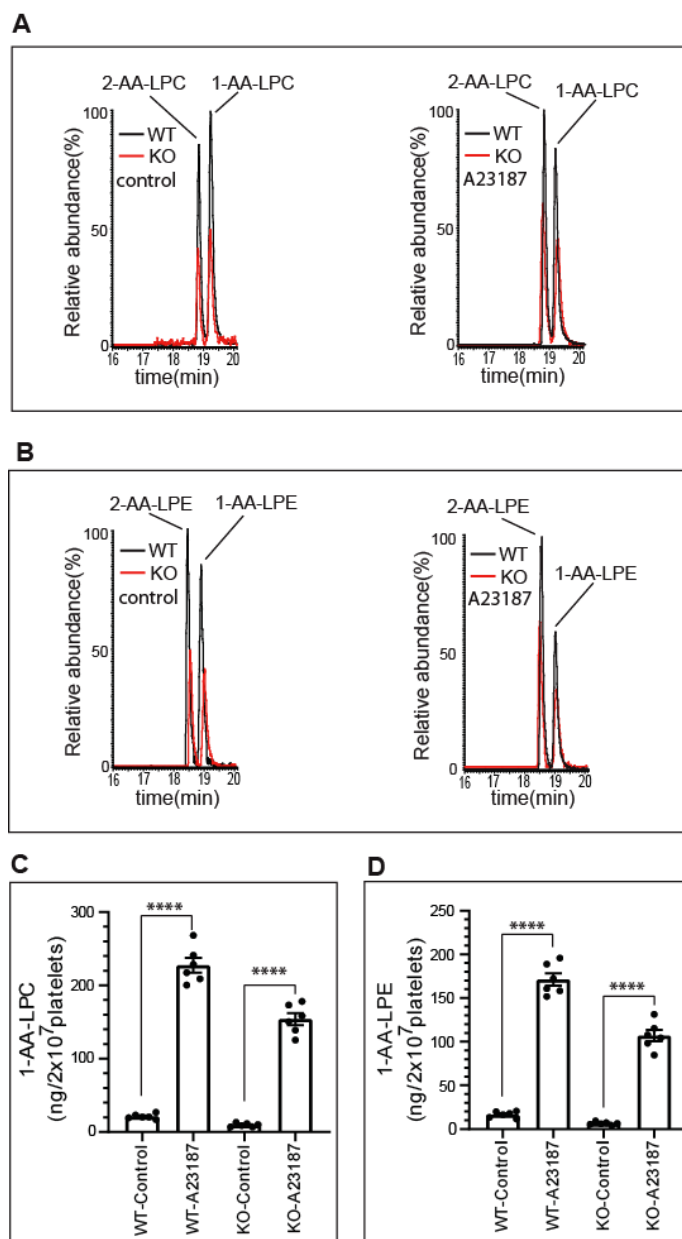 A
2-AA-LPC
1-AA-LPC
100
WT
KO
control
50
0
Relative abundance(%)
16 17 18 19 20
time(min)
2-AA-LPC
1-AA-LPC
100
WT
KO
A23187
50
0
Relative abundance(%)
16 17 18 19 20
time(min)
B
2-AA-LPE
1-AA-LPE
100
WT
KO
control
50
0
Relative abundance(%)
16 17 18 19 20
time(min)
2-AA-LPE
1-AA-LPE
100
WT
KO
A23187
50
0
Relative abundance(%)
16 17 18 19 20
time(min)
C
1-AA-LPC
(ng/2x10⁷platelets)
300
200
100
0
****
****
WT-Control
WT-A23187
KO-Control
KO-A23187
D
1-AA-LPE
(ng/2x10⁷platelets)
250
200
150
100
50
0
****
****
WT-Control
WT-A23187
KO-Control
KO-A23187